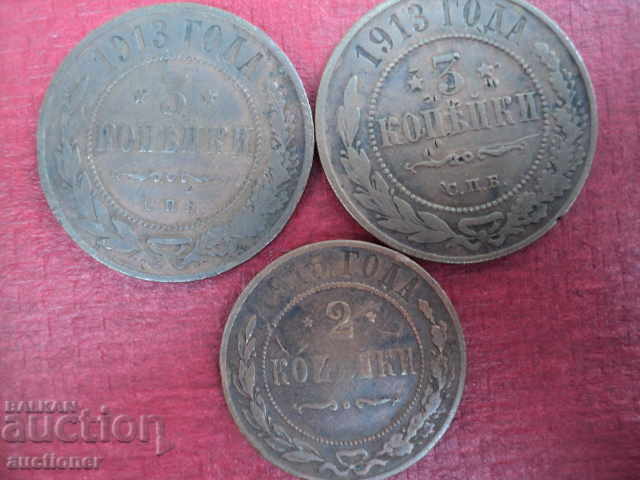 1913 ГОДА
3
КОПѢЙКИ
С.П.Б.
1913 ГОДА
3
КОПѢЙКИ
С.П.Б.
ГОДА
2
КОПѢЙКИ
BALKAN
auction
auctioner